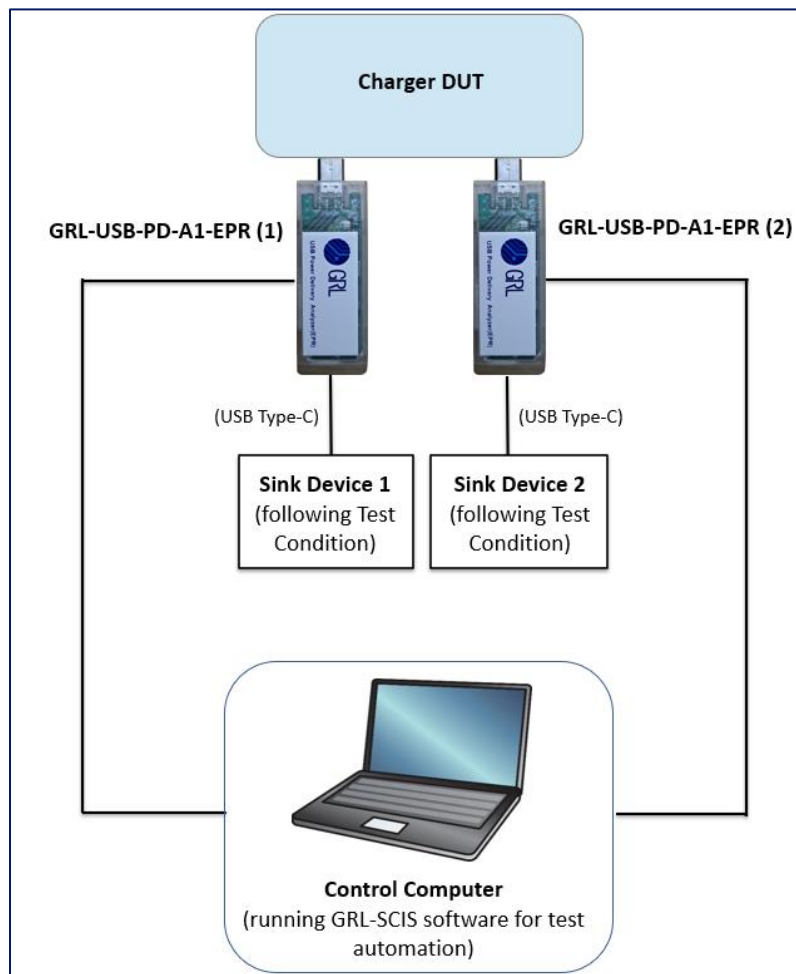 Charger DUT
GRL-USB-PD-A1-EPR (1)
GRL-USB-PD-A1-EPR (2)
GRL
USB Power Delivery Analyzer(EPR)
GRL
USB Power Delivery Analyzer(EPR)
(USB Type-C)
(USB Type-C)
Sink Device 1
(following Test
Condition)
Sink Device 2
(following Test
Condition)
Control Computer
(running GRL-SCIS software for test
automation)